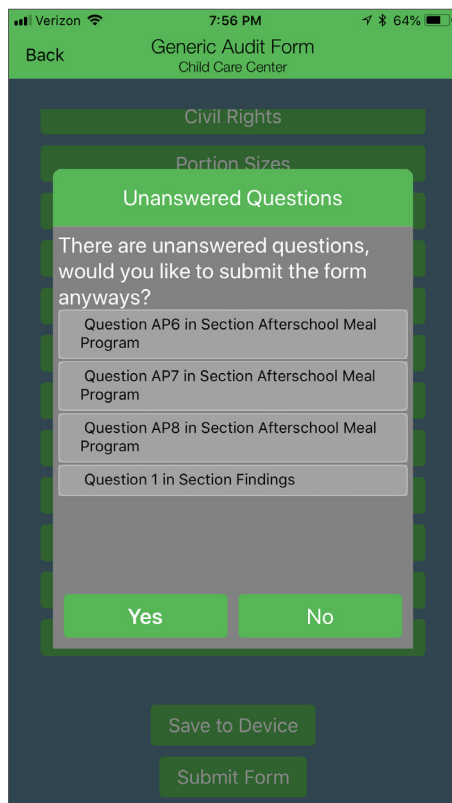 Verizon 7:56 PM 64%
Back Generic Audit Form
Child Care Center
Civil Rights
Portion Sizes
Unanswered Questions
There are unanswered questions,
would you like to submit the form
anyways?
Question AP6 in Section Afterschool Meal
Program
Question AP7 in Section Afterschool Meal
Program
Question AP8 in Section Afterschool Meal
Program
Question 1 in Section Findings
Yes No
Save to Device
Submit Form